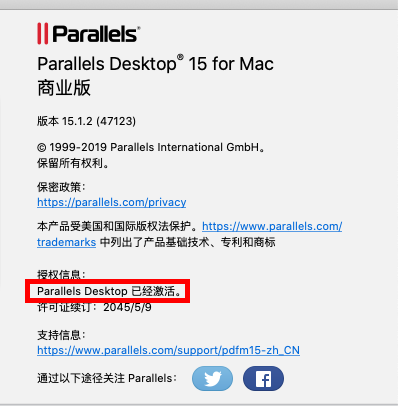 Parallels®
Parallels Desktop® 15 for Mac
商业版
版本 15.1.2 (47123)
© 1999-2019 Parallels International GmbH。
保留所有权利。
保密政策：
https://parallels.com/privacy
本产品受美国和国际版权法保护。https://www.parallels.com/
trademarks 中列出了产品基础技术、专利和商标
授权信息：
Parallels Desktop 已经激活。
许可证续订：2045/5/9
支持信息：
https://www.parallels.com/support/pdfm15-zh_CN
通过以下途径关注 Parallels：